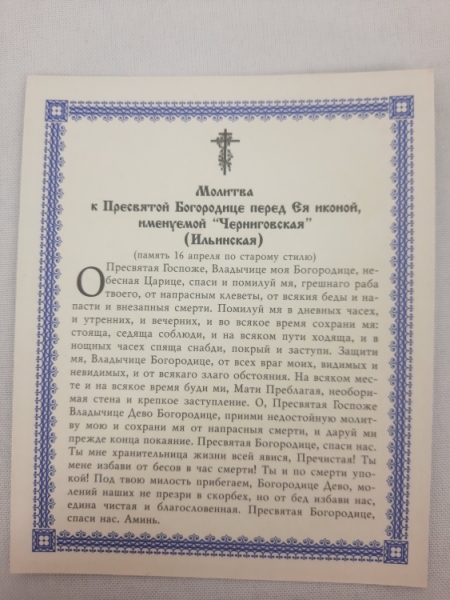 Молитва
к Пресвятой Богородице перед Ея иконой,
именуемой "Черниговская"
(Ильинская)
(память 16 апреля по старому стилю)
О Пресвятая Госпоже, Владычице моя Богородице, не-
бесная Царице, спаси и помилуй мя, грешнаго раба
твоего, от напрасныя клеветы, от всякия беды и на-
пасти и внезапныя смерти. Помилуй мя в дневных часех,
и утренних, и вечерних, и во всякое время сохрани мя:
стояща, седяща соблюди, и на всяком пути ходяща, и в
нощных часех спяща снабди, покрый и заступи. Защити
мя, Владычице Богородице, от всех враг моих, видимых и
невидимых, и от всякаго злаго обстояния. На всяком мес-
те и на всякое время буди ми, Мати Преблагая, необори-
мая стена и крепкое заступление. О, Пресвятая Госпоже
Владычице Дево Богородице, приими недостойную молит-
ву мою и сохрани мя от напрасныя смерти, и даруй ми
прежде конца покаяние. Пресвятая Богородице, спаси нас.
Ты мне хранительница жизни всей явися, Пречистая! Ты
мене избави от бесов в час смерти! Ты и по смерти упо-
кой! Под твою милость прибегаем, Богородице Дево, мо-
лений наших не презри в скорбех, но от бед избави нас,
едина чистая и благословенная. Пресвятая Богородице,
спаси нас. Аминь.